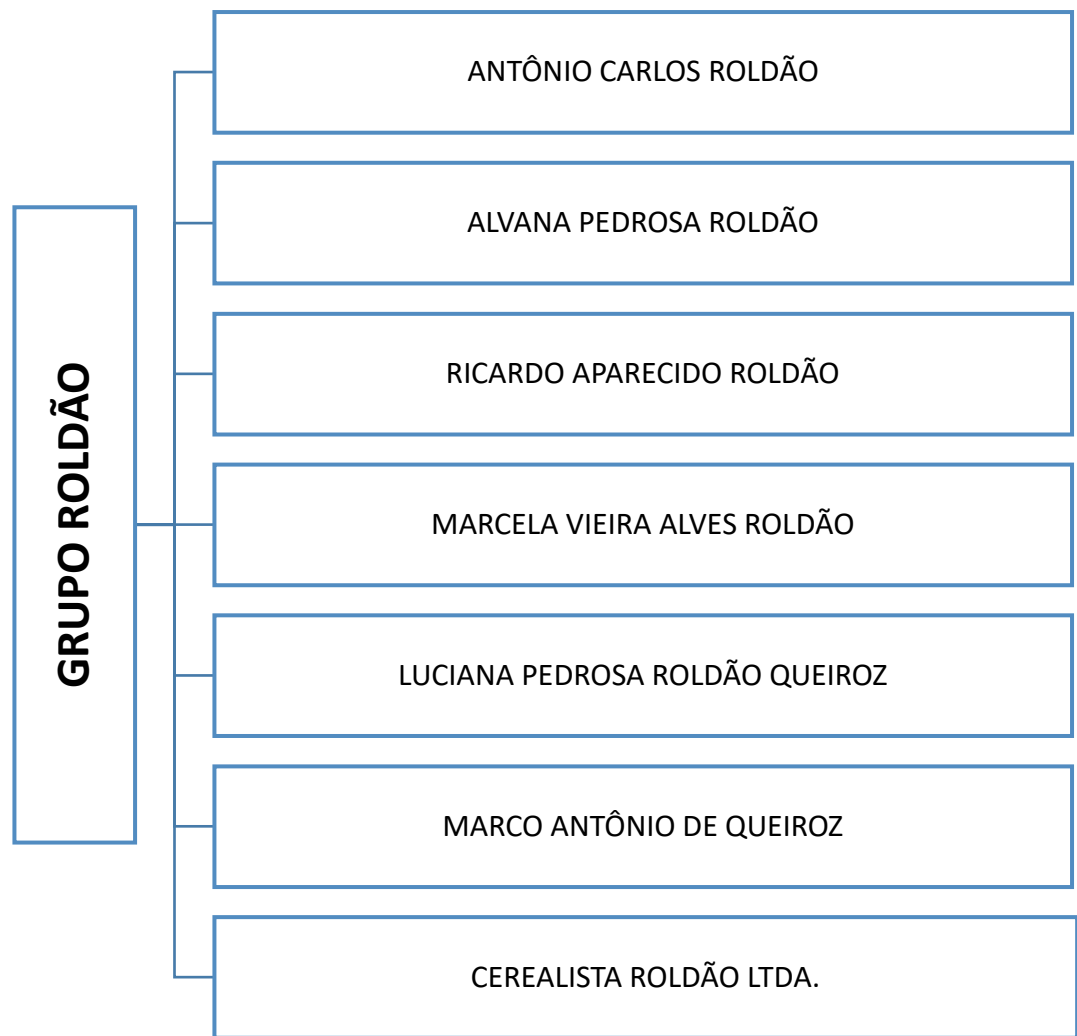 GRUPO ROLDÃO
ANTÔNIO CARLOS ROLDÃO
ALVANA PEDROSA ROLDÃO
RICARDO APARECIDO ROLDÃO
MARCELA VIEIRA ALVES ROLDÃO
LUCIANA PEDROSA ROLDÃO QUEIROZ
MARCO ANTÔNIO DE QUEIROZ
CEREALISTA ROLDÃO LTDA.